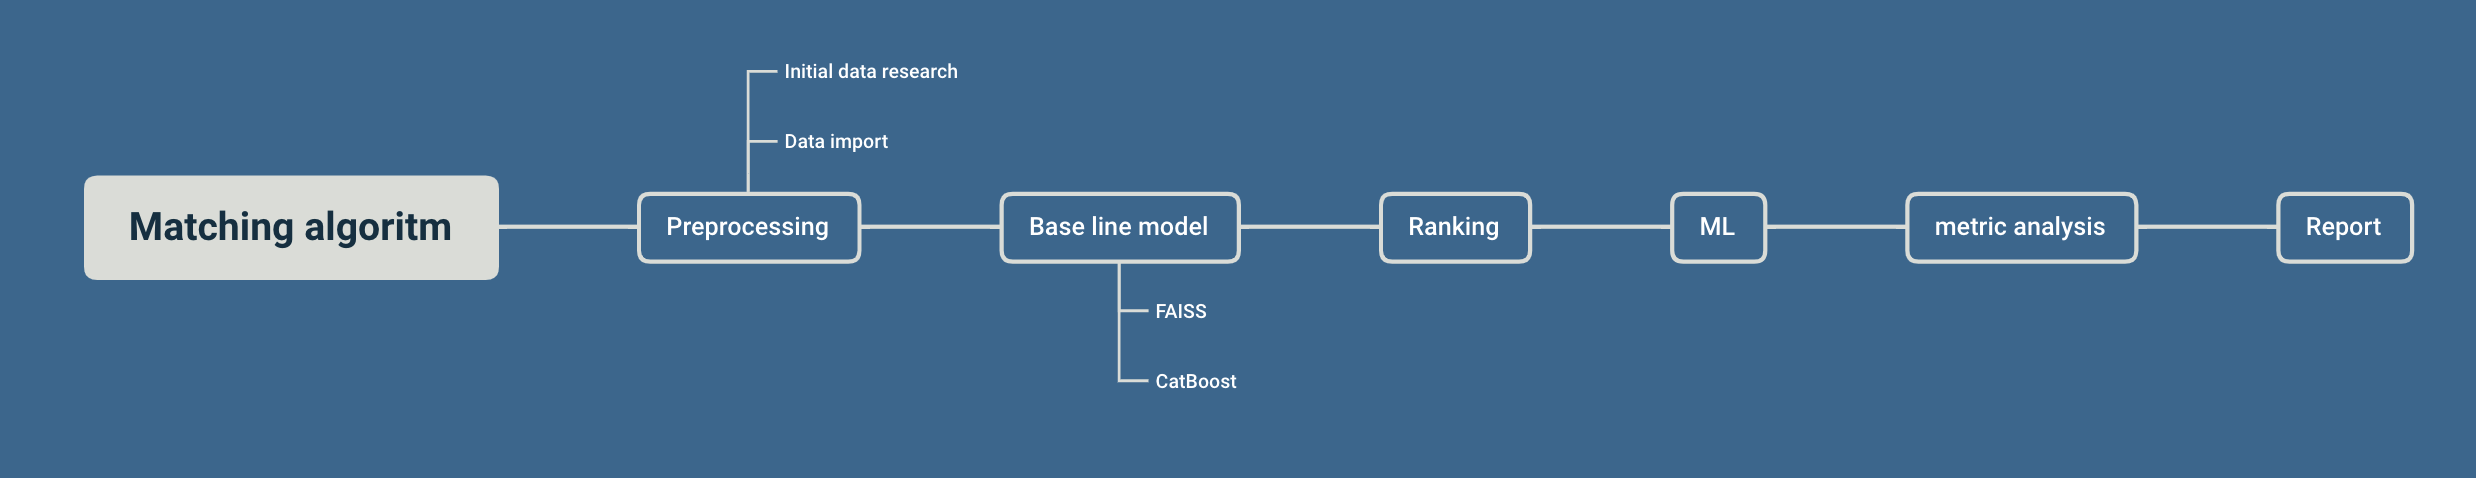 Initial data research
Data import
Matching algoritm
Preprocessing
Base line model
Ranking
ML
metric analysis
Report
FAISS
CatBoost